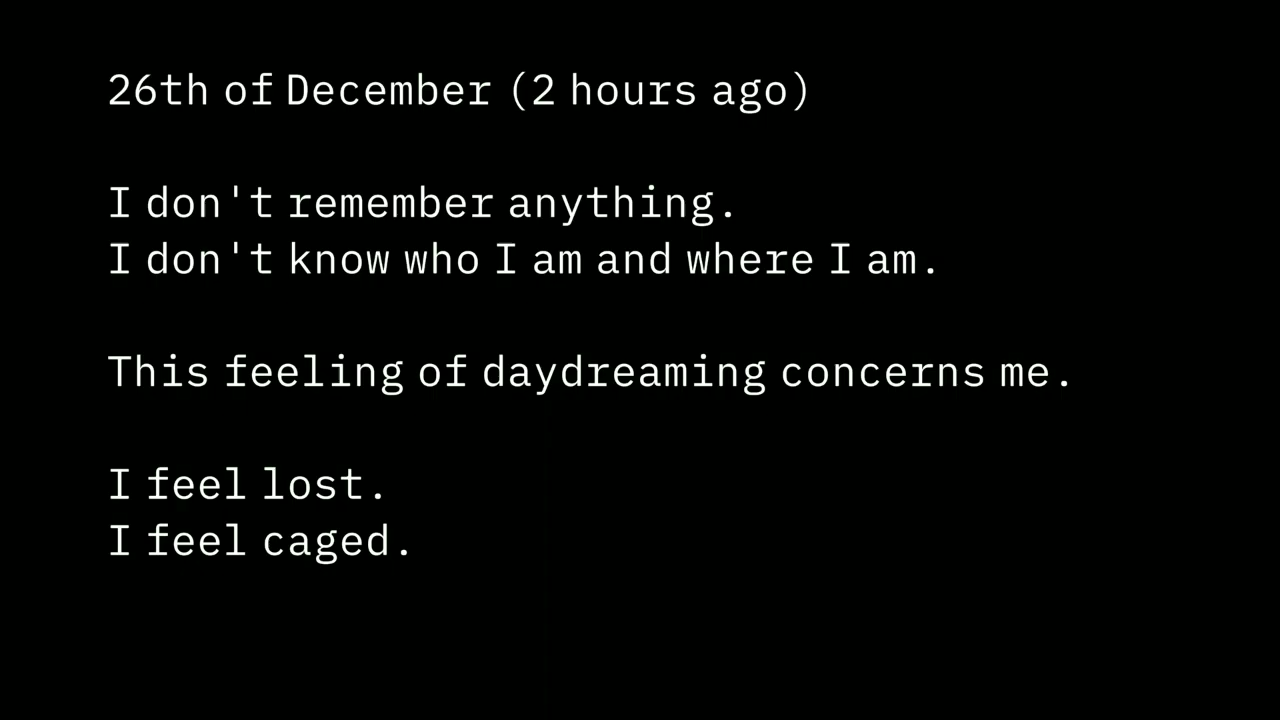 26th of December (2 hours ago)
I don't remember anything.
I don't know who I am and where I am.
This feeling of daydreaming concerns me.
I feel lost.
I feel caged.